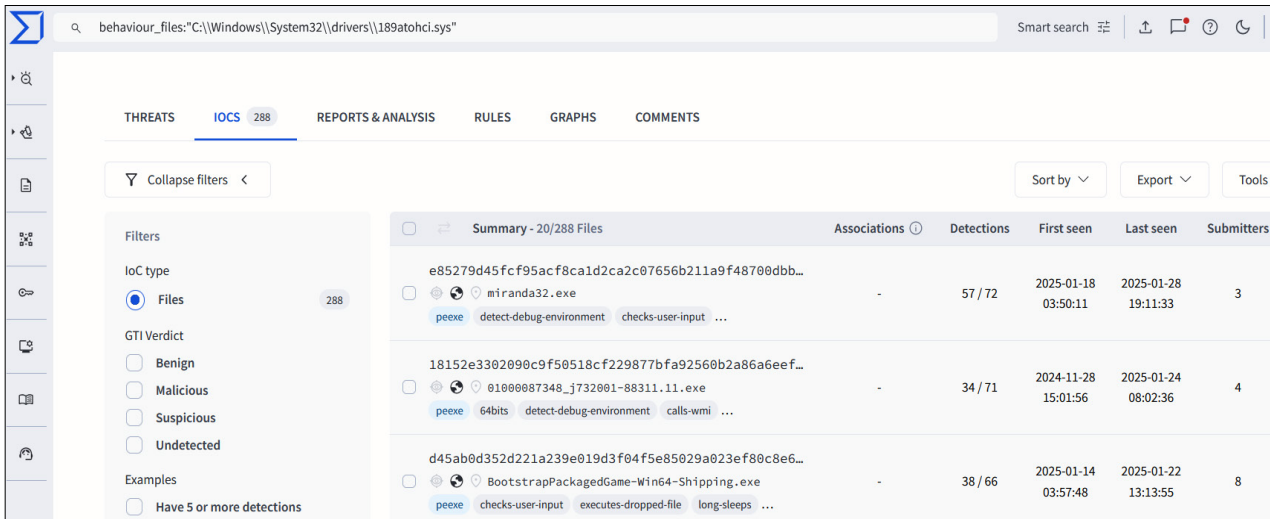 behaviour_files:"C:\\Windows\\System32\\drivers\\189atohci.sys"
Smart search
THREATS IOCS 288 REPORTS & ANALYSIS RULES GRAPHS COMMENTS
Collapse filters
Sort by Export Tools
Filters
IoC type
Files 288
GTI Verdict
Benign
Malicious
Suspicious
Undetected
Examples
Have 5 or more detections
Summary - 20/288 Files Associations Detections First seen Last seen Submitters
e85279d45fcf95acf8ca1d2ca2c07656b211a9f48700dbb…
miranda32.exe - 57 / 72 2025-01-18 03:50:11 2025-01-28 19:11:33 3
peexe detect-debug-environment checks-user-input ...
18152e3302090c9f50518cf229877bfa92560b2a86a6eef…
01000087348_j732001-88311.11.exe - 34 / 71 2024-11-28 15:01:56 2025-01-24 08:02:36 4
peexe 64bits detect-debug-environment calls-wmi ...
d45ab0d352d221a239e019d3f04f5e85029a023ef80c8e6…
BootstrapPackagedGame-Win64-Shipping.exe - 38 / 66 2025-01-14 03:57:48 2025-01-22 13:13:55 8
peexe checks-user-input executes-dropped-file long-sleeps ...